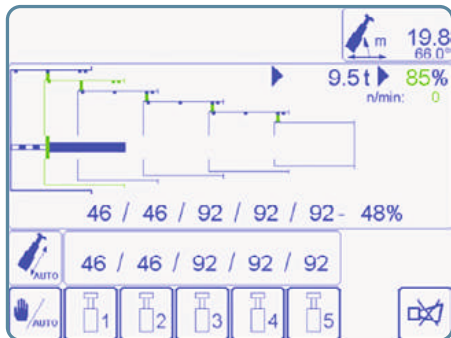 m 19.8
66.0°
9.5 t 85%
n/min: 0
46 / 46 / 92 / 92 / 92 - 48%
AUTO 46 / 46 / 92 / 92 / 92
/AUTO 1 2 3 4 5